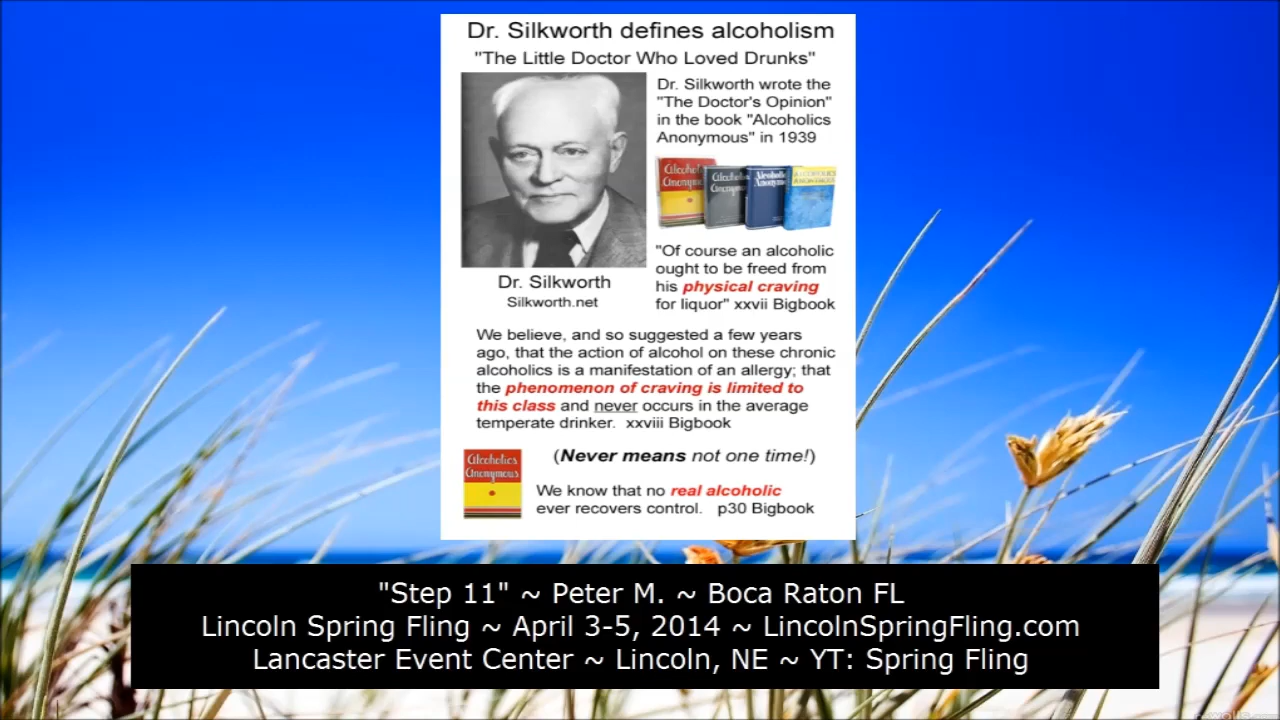 Dr. Silkworth defines alcoholism
"The Little Doctor Who Loved Drunks"
Dr. Silkworth wrote the
"The Doctor's Opinion"
in the book "Alcoholics
Anonymous" in 1939
Alcoholics
Anonymous
"Of course an alcoholic
ought to be freed from
his physical craving
for liquor" xxvii Bigbook
Dr. Silkworth
Silkworth.net
We believe, and so suggested a few years
ago, that the action of alcohol on these chronic
alcoholics is a manifestation of an allergy; that
the phenomenon of craving is limited to
this class and never occurs in the average
temperate drinker. xxviii Bigbook
(Never means not one time!)
Alcoholics
Anonymous
We know that no real alcoholic
ever recovers control. p30 Bigbook
"Step 11" ~ Peter M. ~ Boca Raton FL
Lincoln Spring Fling ~ April 3-5, 2014 ~ LincolnSpringFling.com
Lancaster Event Center ~ Lincoln, NE ~ YT: Spring Fling